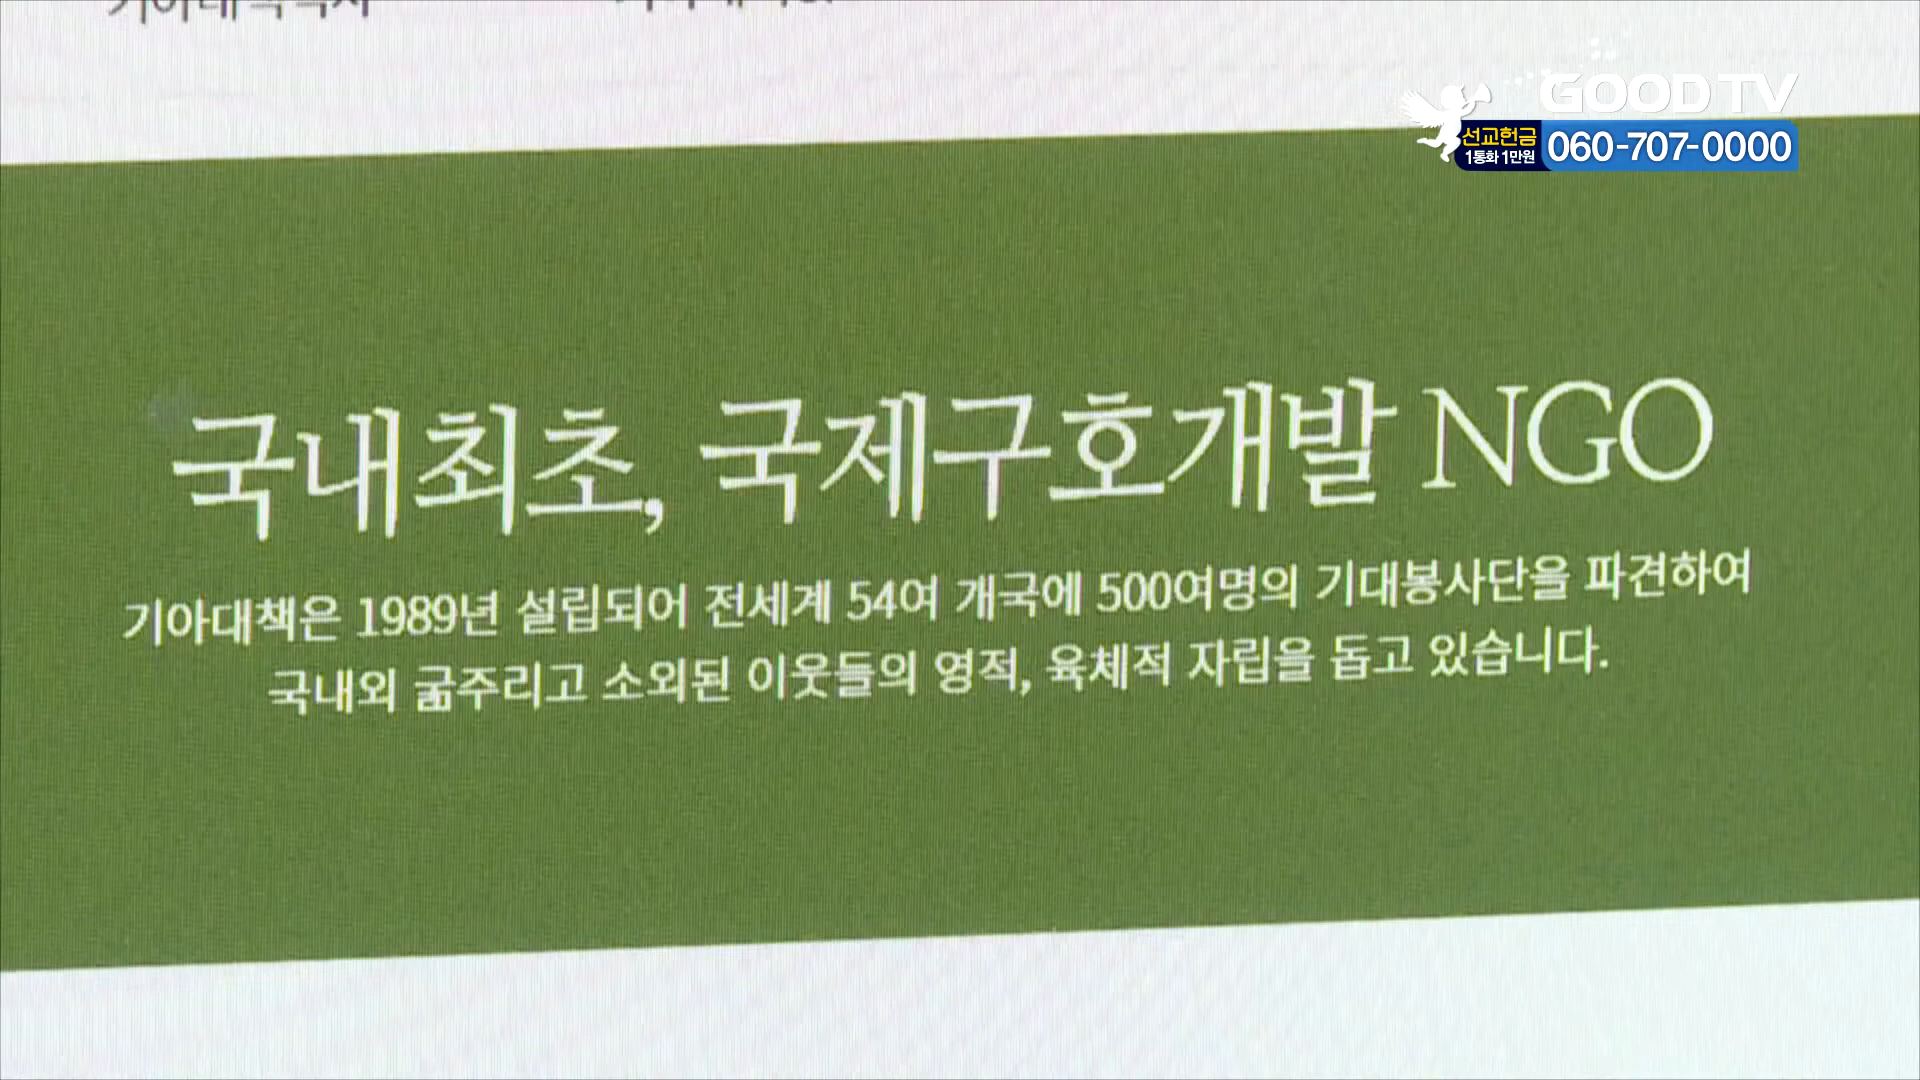 GOOD TV
선교헌금
1통화 1만원
060-707-0000
국내최초, 국제구호개발 NGO
기아대책은 1989년 설립되어 전세계 54여 개국에 500여명의 기대봉사단을 파견하여
국내외 굶주리고 소외된 이웃들의 영적, 육체적 자립을 돕고 있습니다.